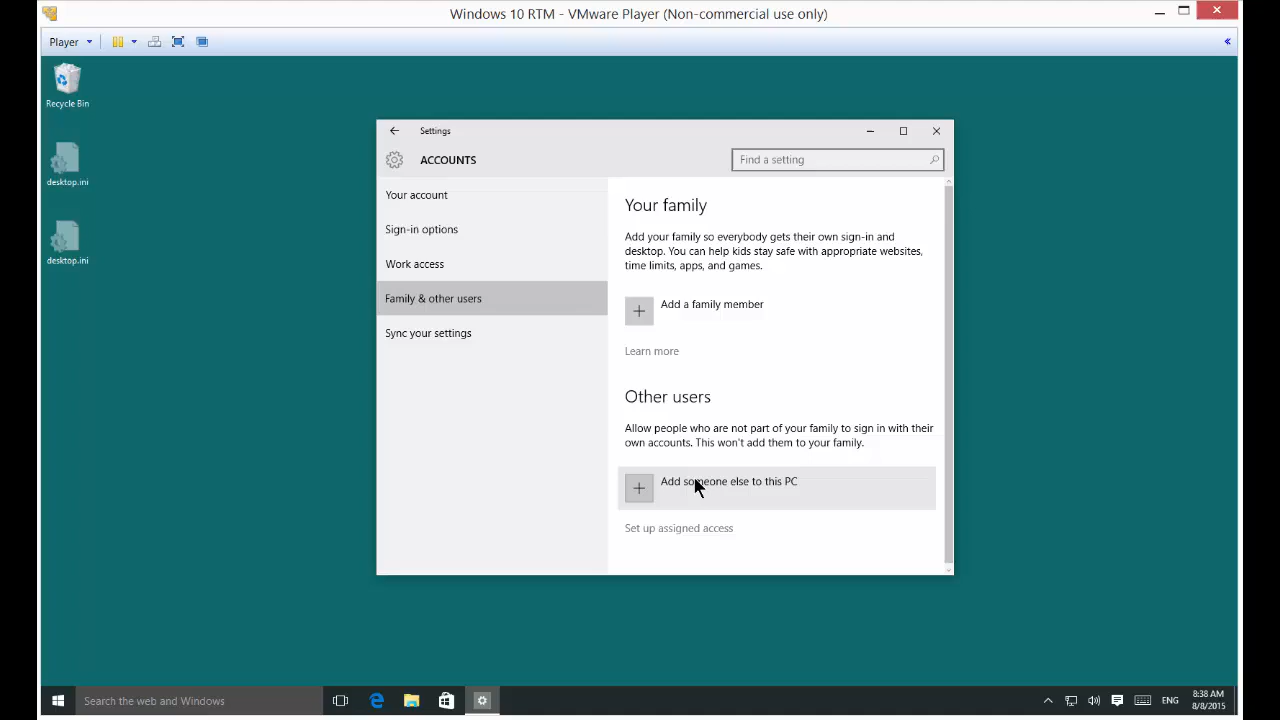 Windows 10 RTM - VMware Player (Non-commercial use only)
Player
Recycle Bin
desktop.ini
desktop.ini
Settings
ACCOUNTS
Find a setting
Your account
Sign-in options
Work access
Family & other users
Sync your settings
Your family
Add your family so everybody gets their own sign-in and
desktop. You can help kids stay safe with appropriate websites,
time limits, apps, and games.
Add a family member
Learn more
Other users
Allow people who are not part of your family to sign in with their
own accounts. This won't add them to your family.
Add someone else to this PC
Set up assigned access
Search the web and Windows
ENG
8:38 AM
8/8/2015